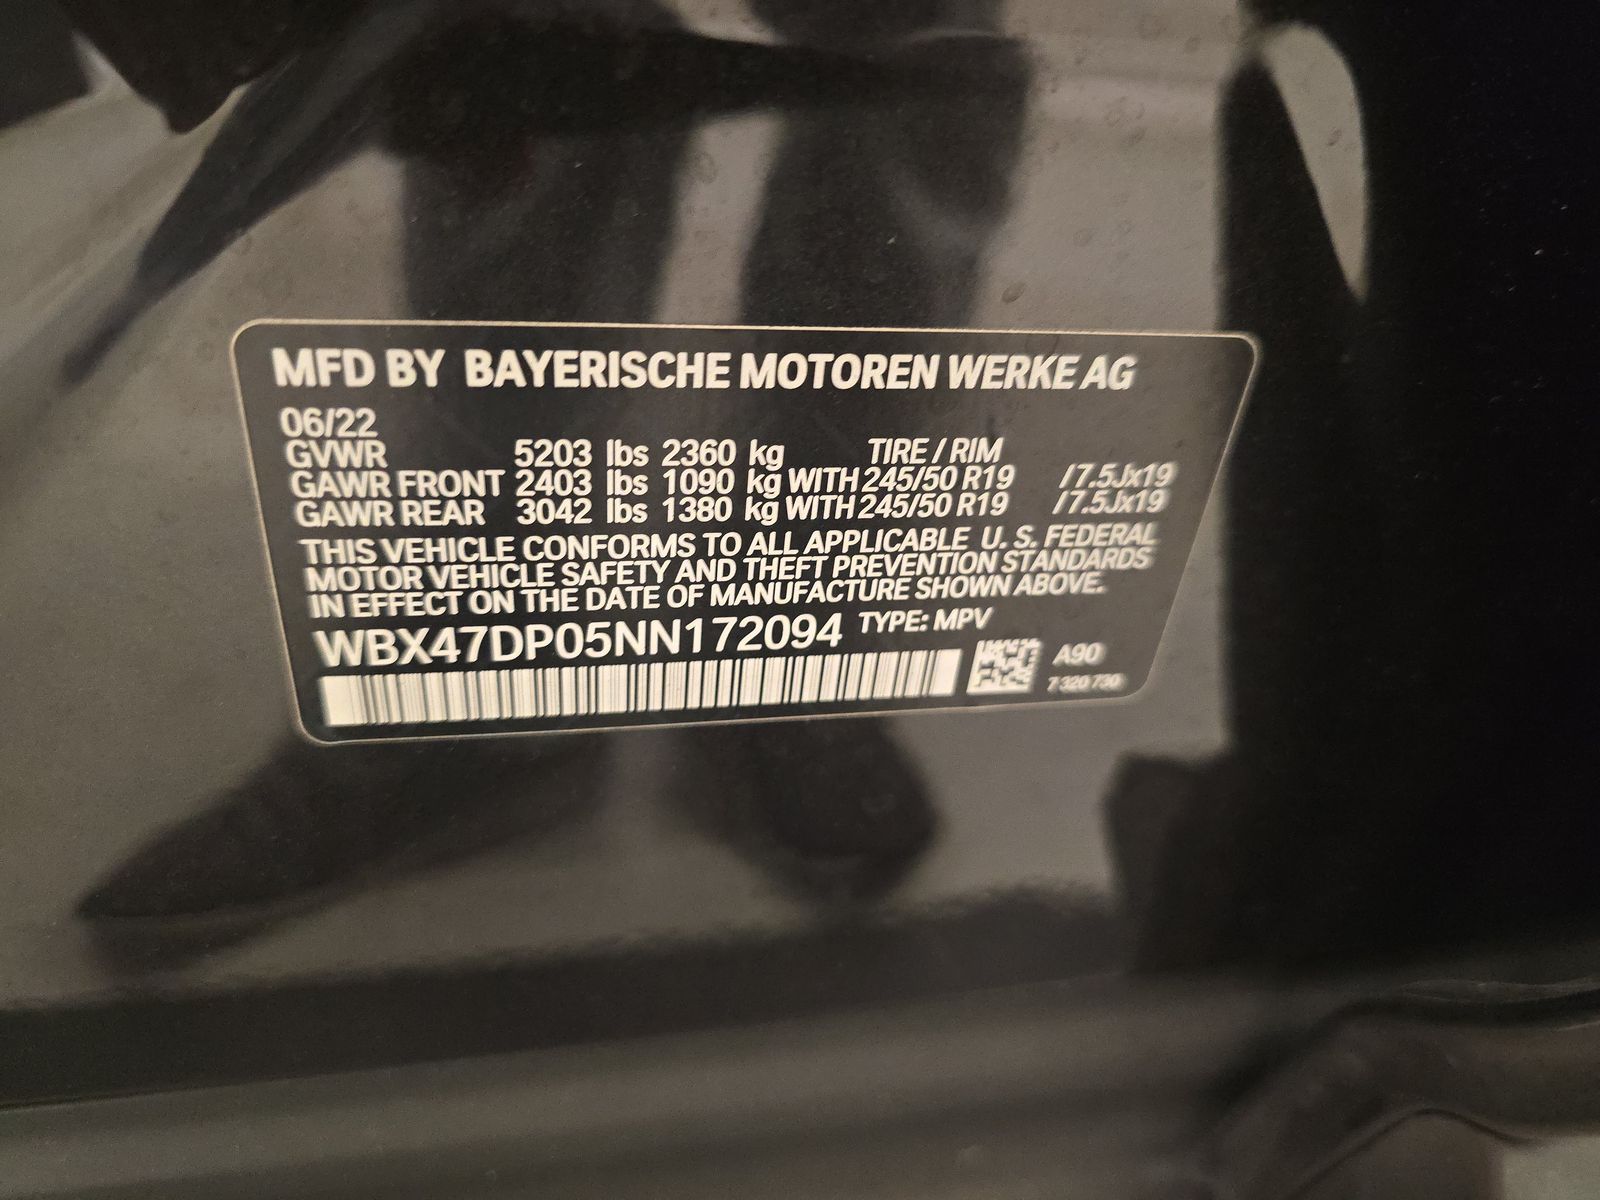 MFD BY BAYERISCHE MOTOREN WERKE AG
06/22
GVWR 5203 lbs 2360 kg TIRE / RIM
GAWR FRONT 2403 lbs 1090 kg WITH 245/50 R19 /7.5Jx19
GAWR REAR 3042 lbs 1380 kg WITH 245/50 R19 /7.5Jx19
THIS VEHICLE CONFORMS TO ALL APPLICABLE U. S. FEDERAL
MOTOR VEHICLE SAFETY AND THEFT PREVENTION STANDARDS
IN EFFECT ON THE DATE OF MANUFACTURE SHOWN ABOVE.
WBX47DP05NN172094 TYPE: MPV
A90
7 320 730